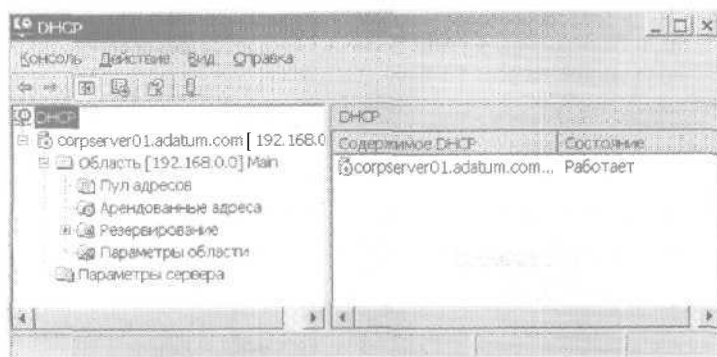 DHCP
Консоль Действие Вид Справка
DHCP
corpserver01.adatum.com [192.168.0
Область [192.168.0.0] Main
Пул адресов
Арендованные адреса
Резервирование
Параметры области
Параметры сервера
DHCP
Содержимое DHCP Состояние
corpserver01.adatum.com... Работает